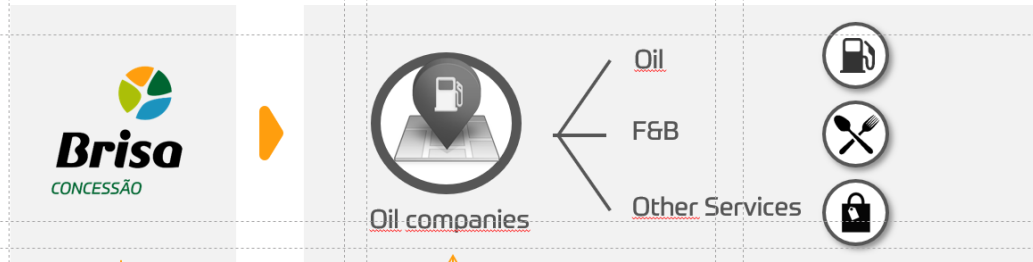 Brisa
CONCESSÃO
Oil companies
Oil
F&B
Other Services